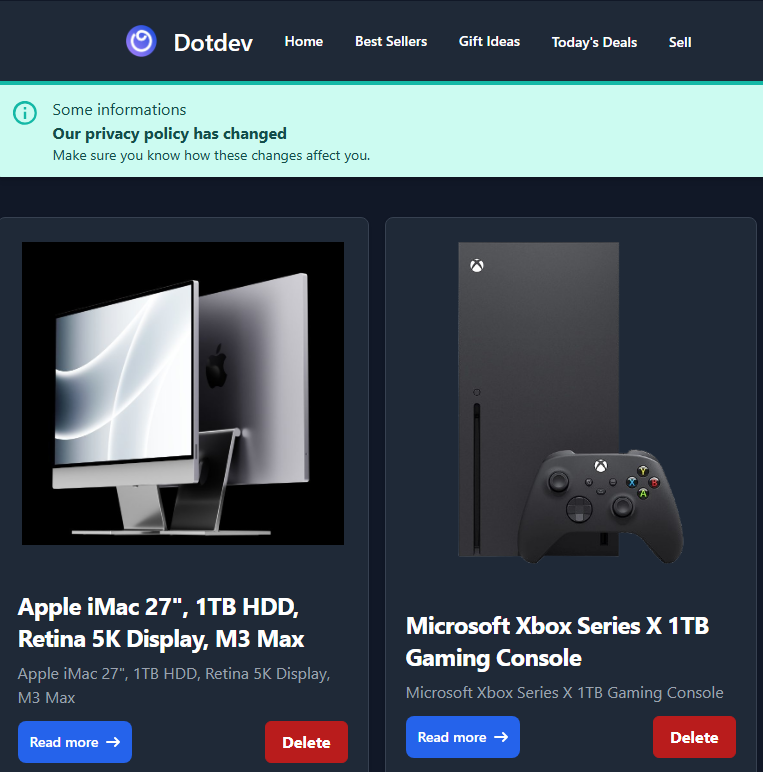 Dotdev
Home
Best Sellers
Gift Ideas
Today's Deals
Sell
Some informations
Our privacy policy has changed
Make sure you know how these changes affect you.
Apple iMac 27", 1TB HDD,
Retina 5K Display, M3 Max
Apple iMac 27", 1TB HDD, Retina 5K Display,
M3 Max
Read more →
Delete
Y
X
B
A
Microsoft Xbox Series X 1TB
Gaming Console
Microsoft Xbox Series X 1TB Gaming Console
Read more →
Delete